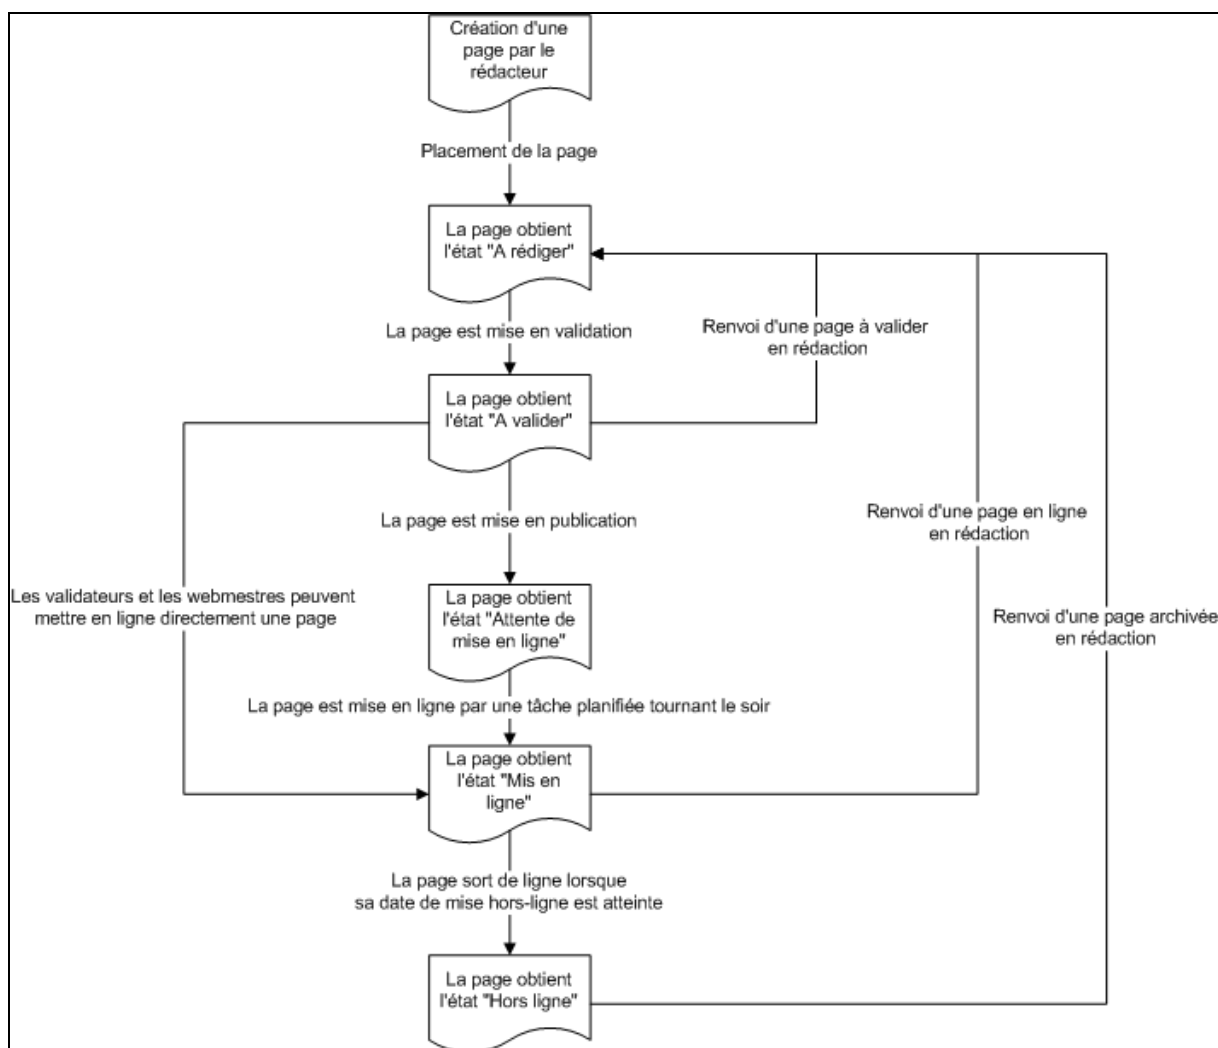 Création d'une
page par le
rédacteur
Placement de la page
La page obtient
l'état "A rédiger"
La page est mise en validation
Renvoi d'une page à valider
en rédaction
La page obtient
l'état "A valider"
La page est mise en publication
Renvoi d'une page en ligne
en rédaction
Les validateurs et les webmestres peuvent
mettre en ligne directement une page
La page obtient
l'état "Attente de
mise en ligne"
Renvoi d'une page archivée
en rédaction
La page est mise en ligne par une tâche planifiée tournant le soir
La page obtient
l'état "Mis en
ligne"
La page sort de ligne lorsque
sa date de mise hors-ligne est atteinte
La page obtient
l'état "Hors ligne"